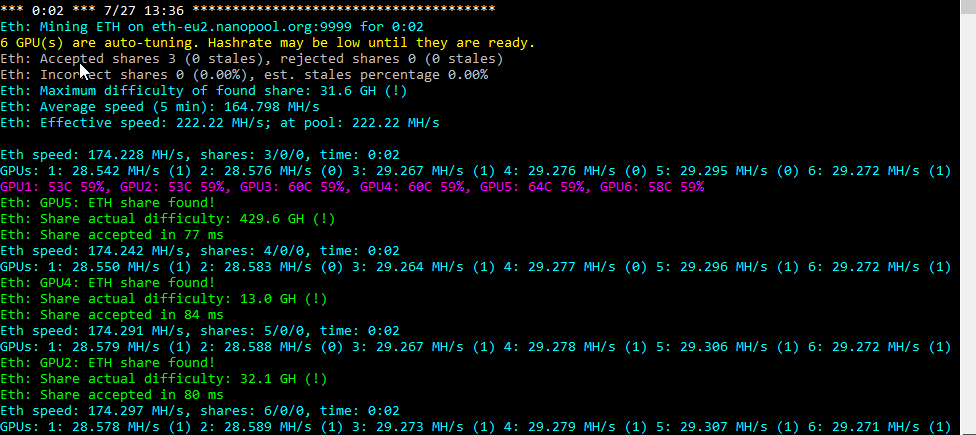 *** 0:02 *** 7/27 13:36 **************************************
Eth: Mining ETH on eth-eu2.nanopool.org:9999 for 0:02
6 GPU(s) are auto-tuning. Hashrate may be low until they are ready.
Eth: Accepted shares 3 (0 stales), rejected shares 0 (0 stales)
Eth: Incorrect shares 0 (0.00%), est. stales percentage 0.00%
Eth: Maximum difficulty of found share: 31.6 GH (!)
Eth: Average speed (5 min): 164.798 MH/s
Eth: Effective speed: 222.22 MH/s; at pool: 222.22 MH/s
Eth speed: 174.228 MH/s, shares: 3/0/0, time: 0:02
GPUs: 1: 28.542 MH/s (1) 2: 28.576 MH/s (0) 3: 29.267 MH/s (1) 4: 29.276 MH/s (0) 5: 29.295 MH/s (0) 6: 29.272 MH/s (1)
GPU1: 53C 59%, GPU2: 53C 59%, GPU3: 60C 59%, GPU4: 60C 59%, GPU5: 64C 59%, GPU6: 58C 59%
Eth: GPU5: ETH share found!
Eth: Share actual difficulty: 429.6 GH (!)
Eth: Share accepted in 77 ms
Eth speed: 174.242 MH/s, shares: 4/0/0, time: 0:02
GPUs: 1: 28.550 MH/s (1) 2: 28.583 MH/s (0) 3: 29.264 MH/s (1) 4: 29.277 MH/s (0) 5: 29.296 MH/s (1) 6: 29.272 MH/s (1)
Eth: GPU4: ETH share found!
Eth: Share actual difficulty: 13.0 GH (!)
Eth: Share accepted in 84 ms
Eth speed: 174.291 MH/s, shares: 5/0/0, time: 0:02
GPUs: 1: 28.579 MH/s (1) 2: 28.588 MH/s (0) 3: 29.267 MH/s (1) 4: 29.278 MH/s (1) 5: 29.306 MH/s (1) 6: 29.272 MH/s (1)
Eth: GPU2: ETH share found!
Eth: Share actual difficulty: 32.1 GH (!)
Eth: Share accepted in 80 ms
Eth speed: 174.297 MH/s, shares: 6/0/0, time: 0:02
GPUs: 1: 28.578 MH/s (1) 2: 28.589 MH/s (1) 3: 29.273 MH/s (1) 4: 29.279 MH/s (1) 5: 29.307 MH/s (1) 6: 29.271 MH/s (1)